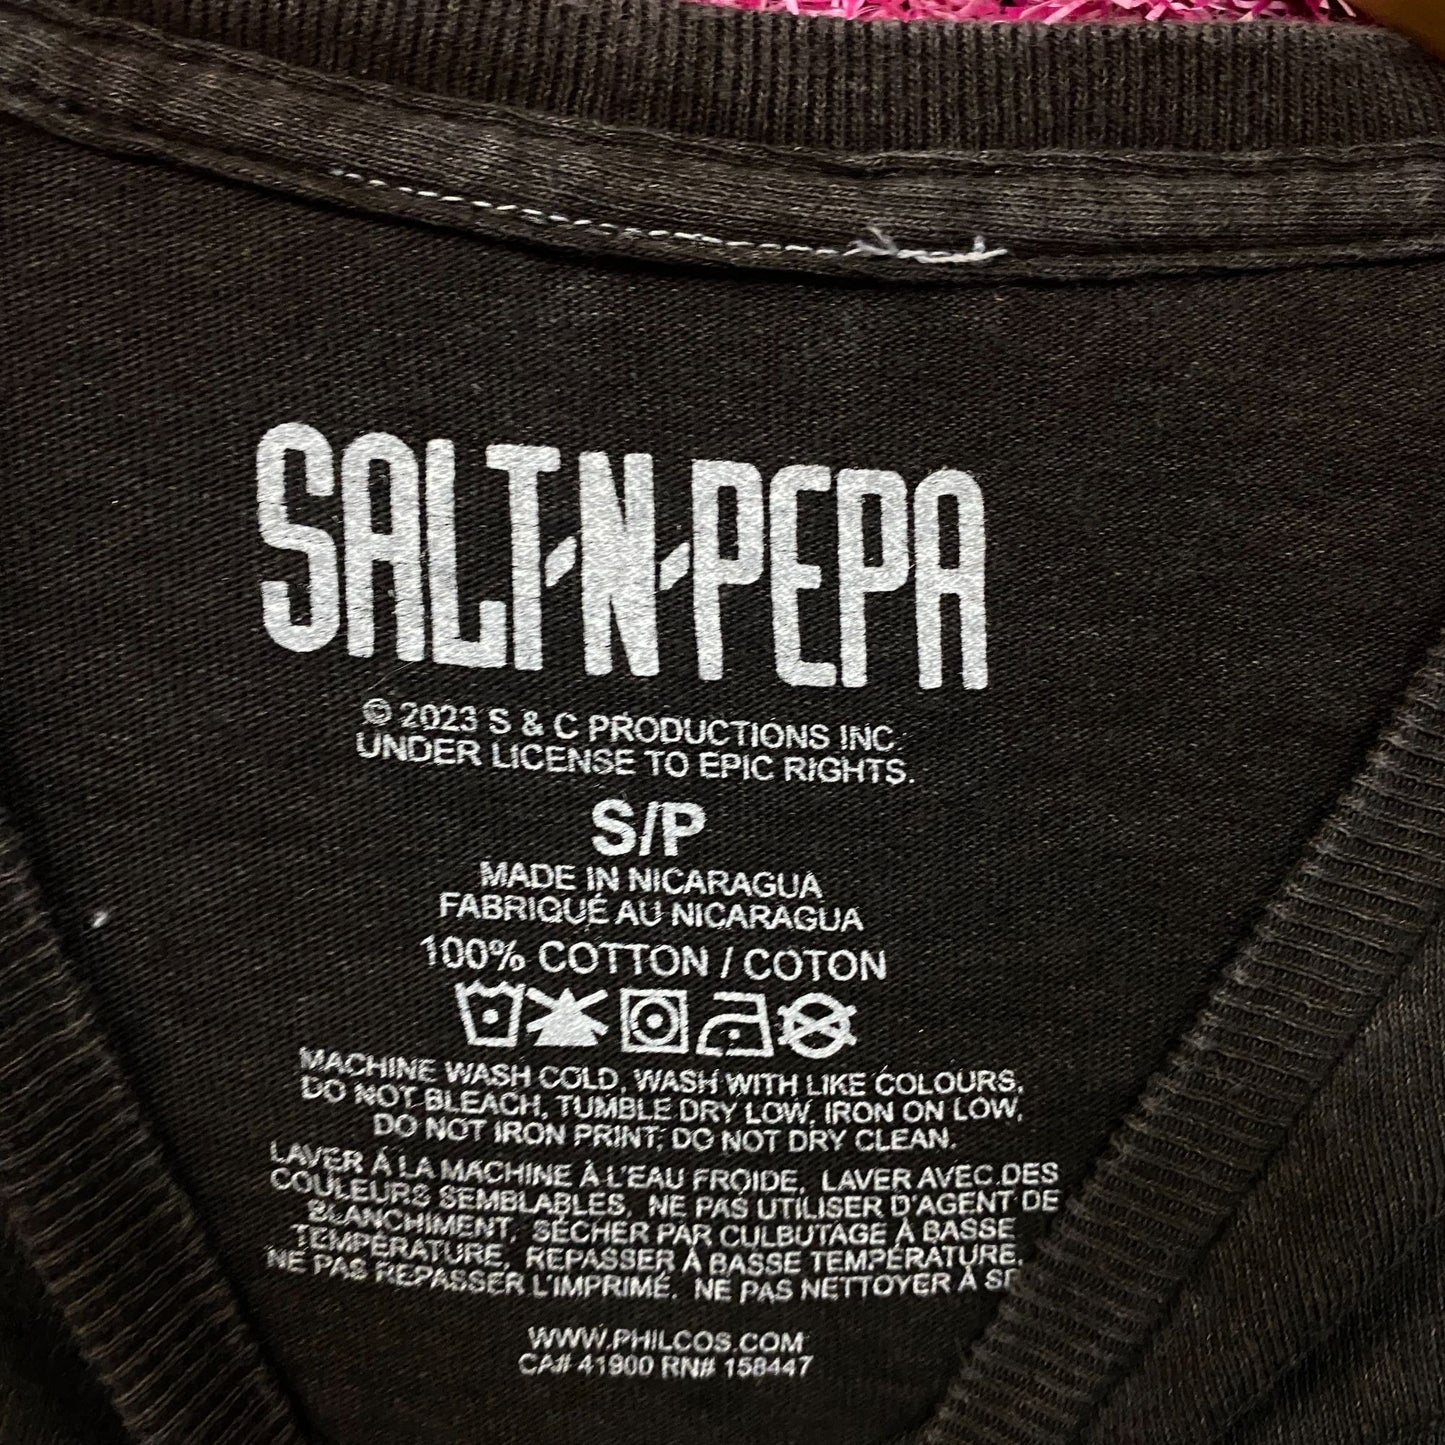 SALT-N-PEPA
© 2023 S & C PRODUCTIONS INC.
UNDER LICENSE TO EPIC RIGHTS.
S/P
MADE IN NICARAGUA
FABRIQUÉ AU NICARAGUA
100% COTTON / COTON
MACHINE WASH COLD, WASH WITH LIKE COLOURS,
DO NOT BLEACH, TUMBLE DRY LOW, IRON ON LOW,
DO NOT IRON PRINT; DO NOT DRY CLEAN.
LAVER À LA MACHINE À L'EAU FROIDE, LAVER AVEC DES
COULEURS SEMBLABLES, NE PAS UTILISER D'AGENT DE
BLANCHIMENT, SÉCHER PAR CULBUTAGE À BASSE
TEMPÉRATURE, REPASSER À BASSE TEMPÉRATURE,
NE PAS REPASSER L'IMPRIMÉ. NE PAS NETTOYER À
WWW.PHILCOS.COM
CA# 41900 RN# 158447